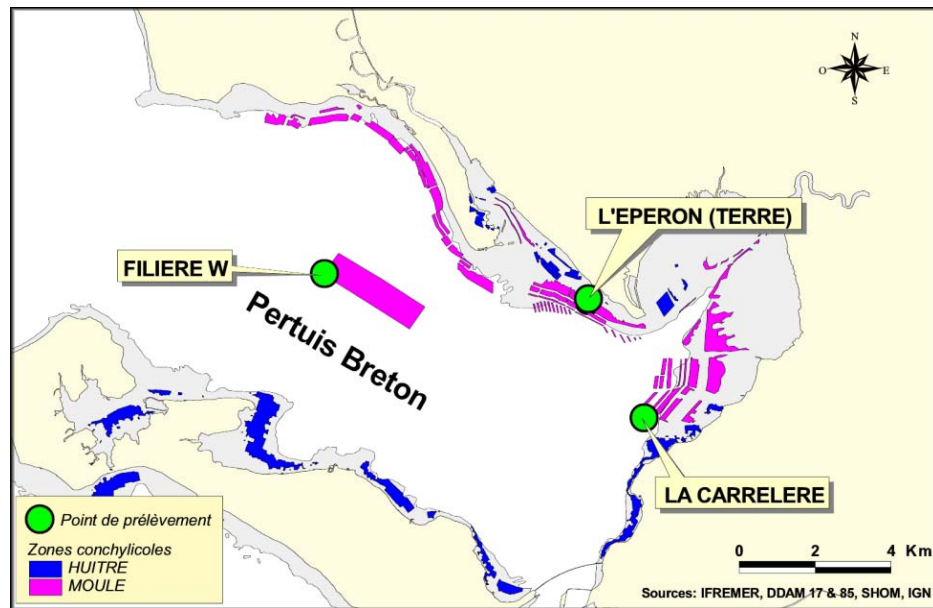 N
O
E
S
L'EPERON (TERRE)
FILIERE W
Pertuis Breton
LA CARRELERE
Point de prélèvement
Zones conchylicoles
HUITRE
MOULE
0 2 4 Km
Sources: IFREMER, DDAM 17 & 85, SHOM, IGN